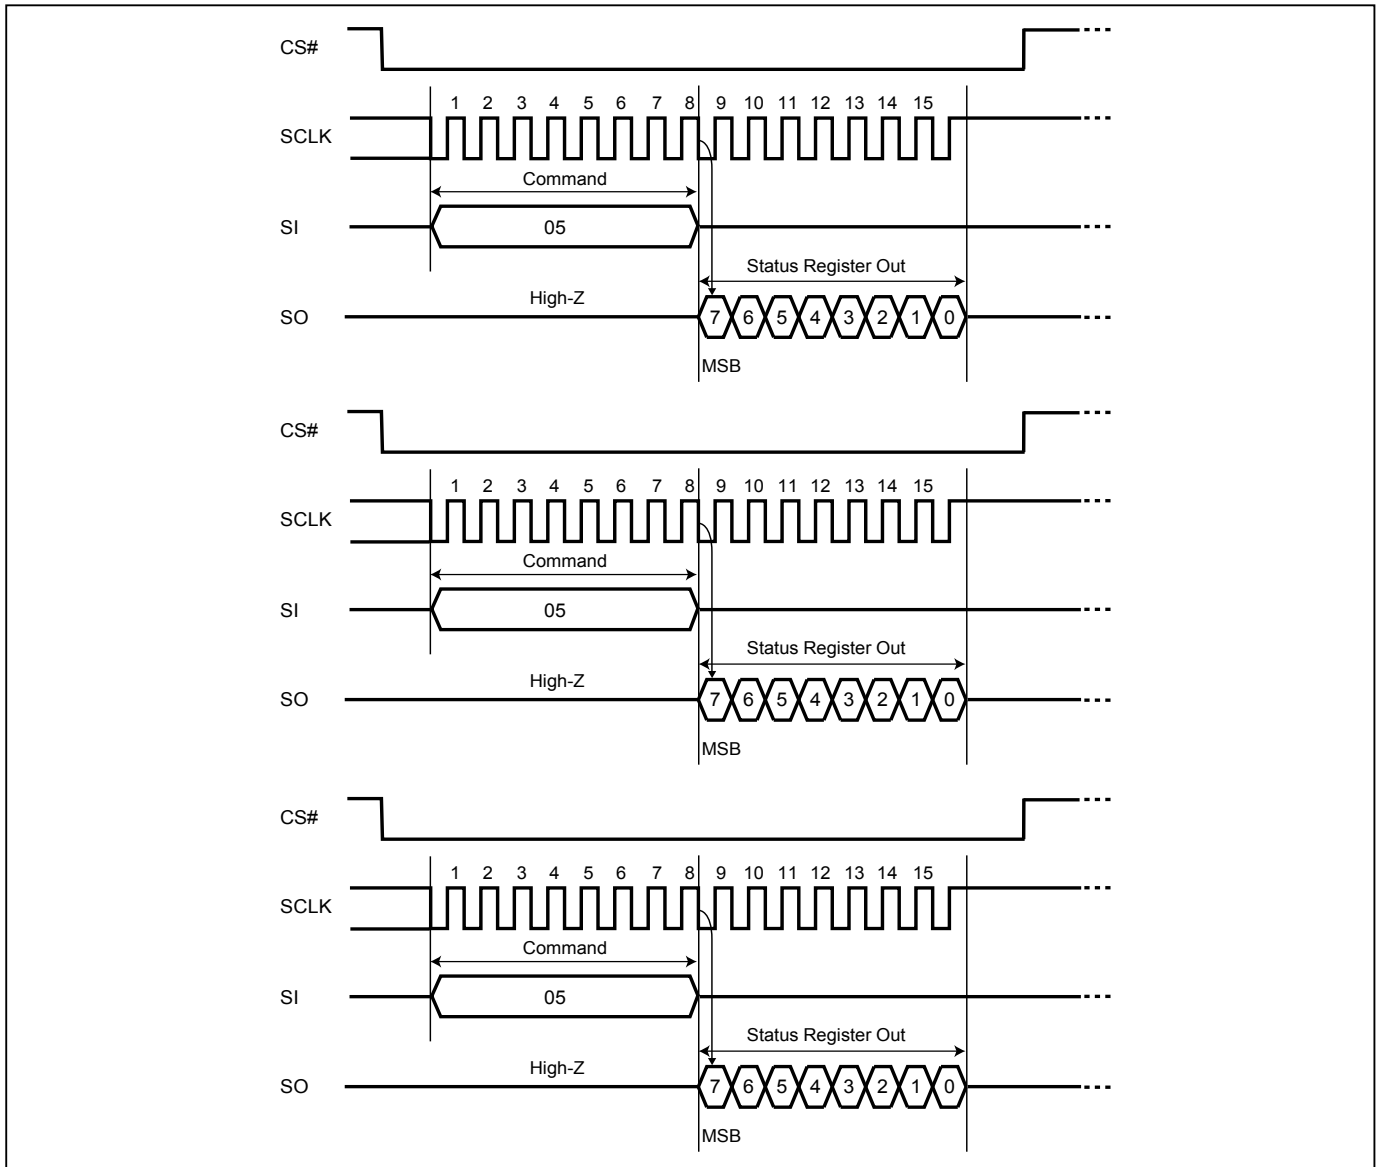 CS#
1 2 3 4 5 6 7 8 9 10 11 12 13 14 15
SCLK
Command
SI 05
Status Register Out
High-Z
SO 7 6 5 4 3 2 1 0
MSB
CS#
1 2 3 4 5 6 7 8 9 10 11 12 13 14 15
SCLK
Command
SI 05
Status Register Out
High-Z
SO 7 6 5 4 3 2 1 0
MSB
CS#
1 2 3 4 5 6 7 8 9 10 11 12 13 14 15
SCLK
Command
SI 05
Status Register Out
High-Z
SO 7 6 5 4 3 2 1 0
MSB